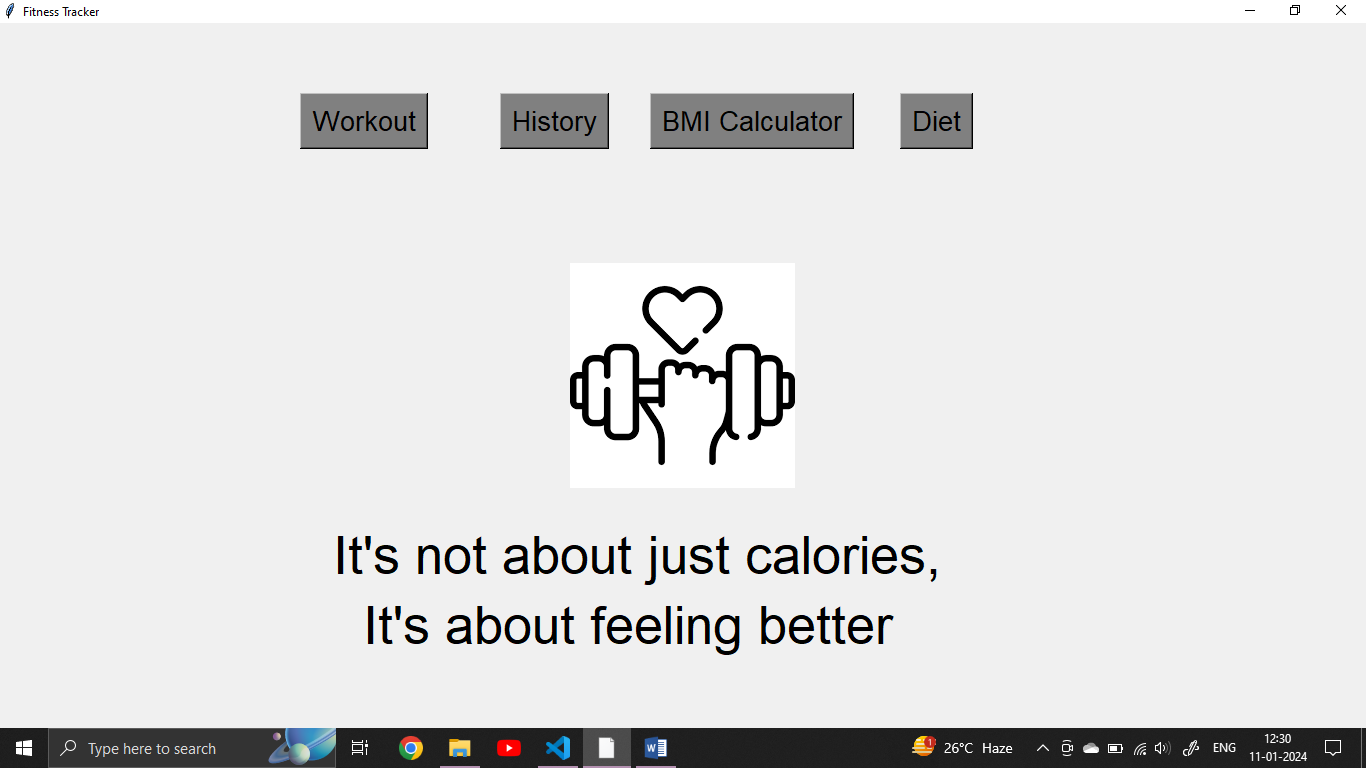 Fitness Tracker
Workout History BMI Calculator Diet
It's not about just calories,
It's about feeling better
Type here to search
1
26°C Haze
ENG
12:30
11-01-2024